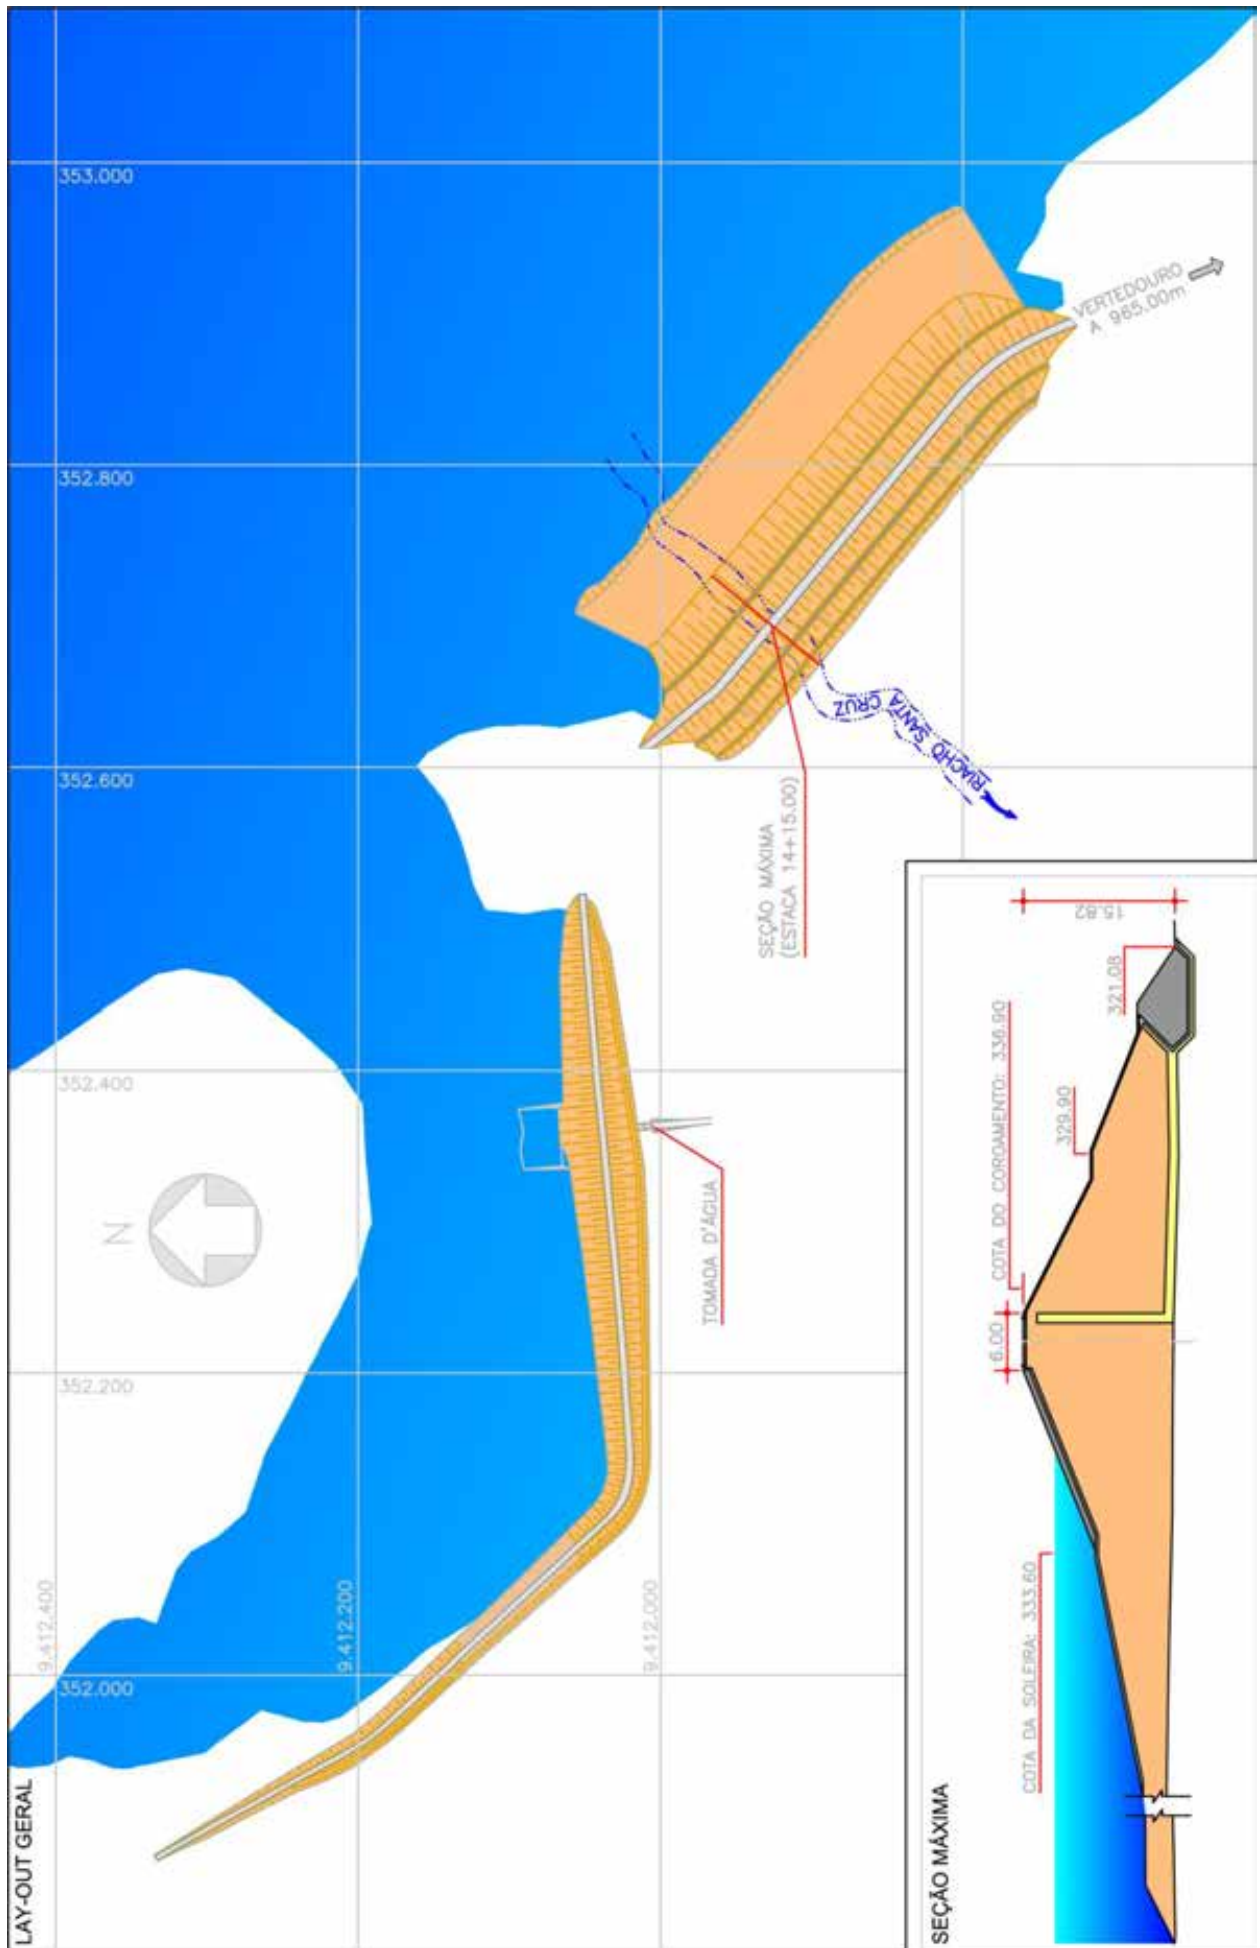 LAY-OUT GERAL
9.412.400
9.412.200
9.412.000
352.000
352.200
352.400
352.600
352.800
353.000
N
TOMADA D'ÁGUA
SEÇÃO MÁXIMA
(ESTACA 14+15.00)
RIACHO SANTA CRUZ
VERTEDOURO
A 965.00m
SEÇÃO MÁXIMA
COTA DA SOLEIRA: 333.60
6.00
COTA DO COROAMENTO: 336.90
329.90
321.08
15.82